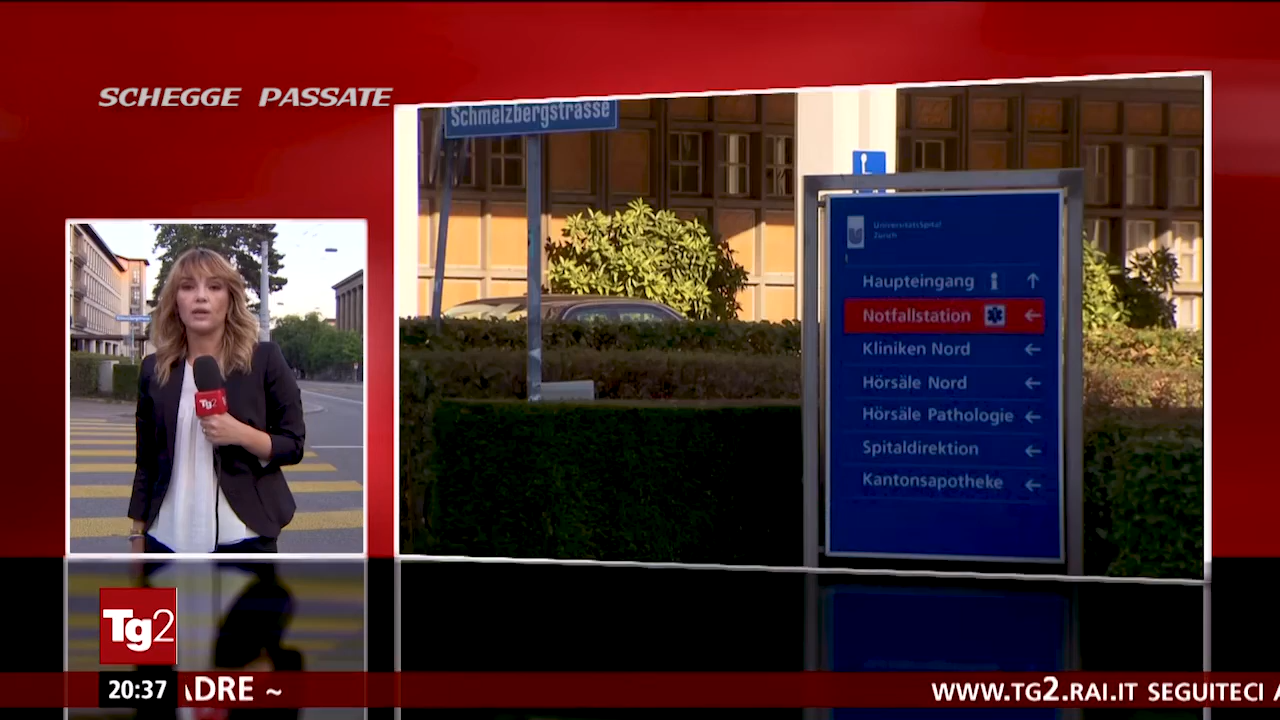 SCHEGGE PASSATE
Schmelzbergstrasse
UniversitätsSpital
Zürich
Haupteingang
Notfallstation
Kliniken Nord
Hörsäle Nord
Hörsäle Pathologie
Spitaldirektion
Kantonsapotheke
Tg2
Tg2
20:37
ADRE ~
WWW.TG2.RAI.IT SEGUITECI A